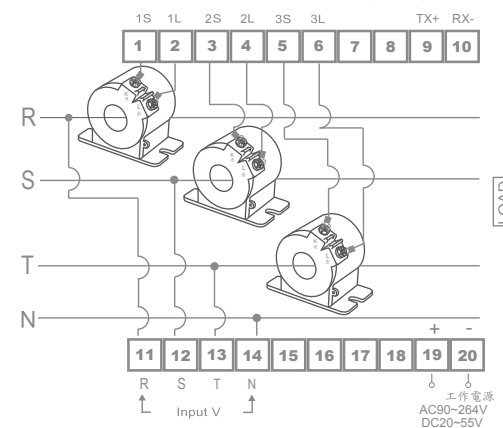 1S 1L 2S 2L 3S 3L TX+ RX-
1 2 3 4 5 6 7 8 9 10
K L
R
K L
S
K L
T
N
LOAD
+ -
11 12 13 14 15 16 17 18 19 20
R S T N
工作電源
Input V
AC90~264V
DC20~55V